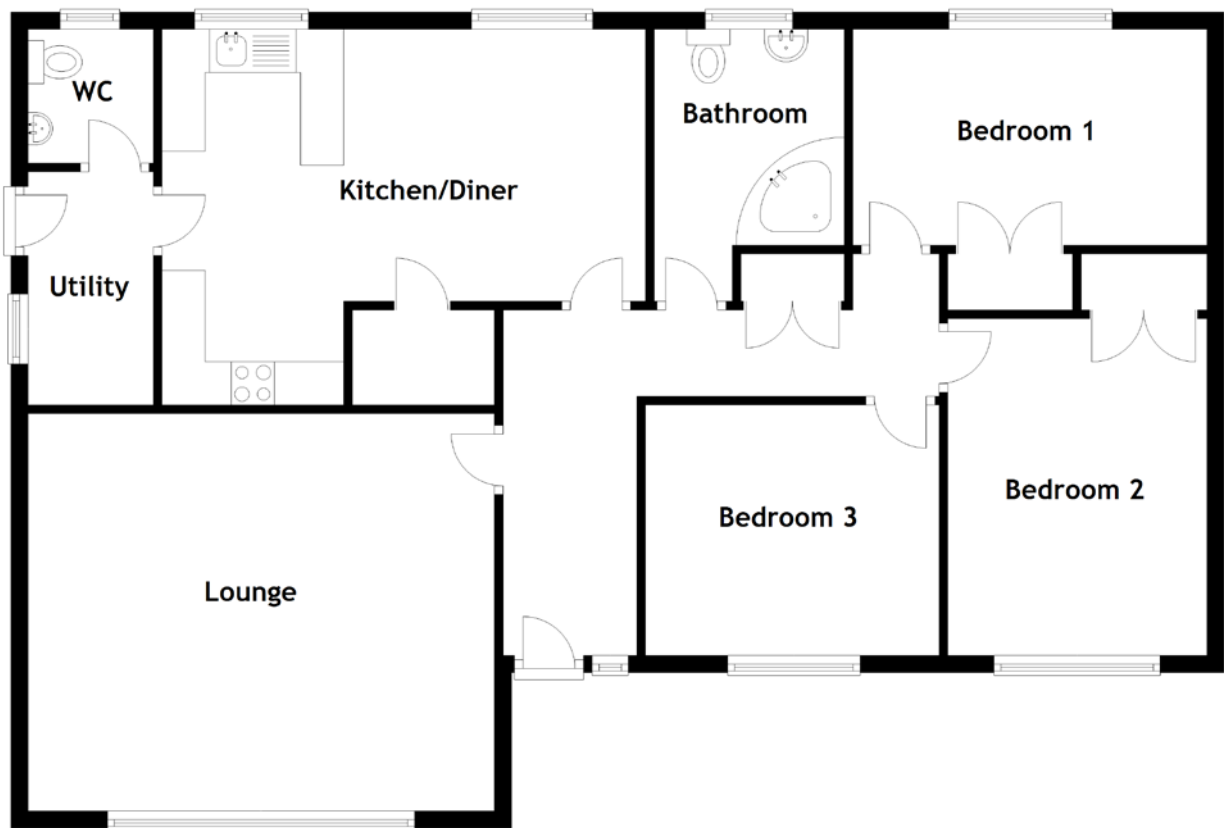 WC
Bathroom
Bedroom 1
Kitchen/Diner
Utility
Bedroom 2
Bedroom 3
Lounge